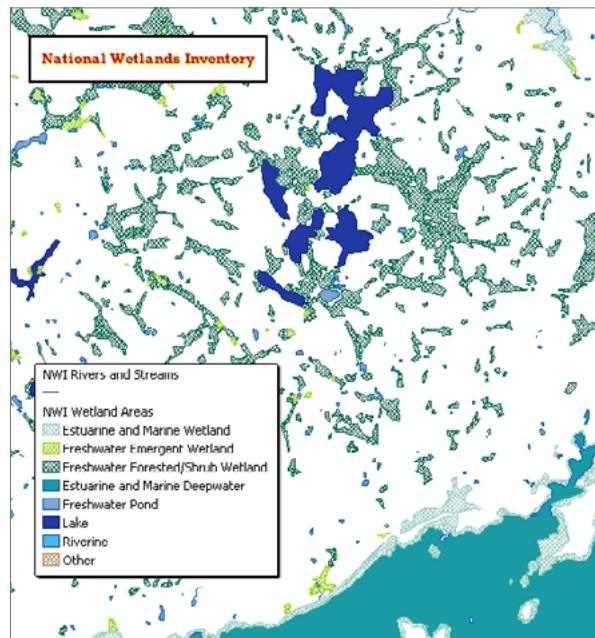 National Wetlands Inventory
NWI Rivers and Streams
NWI Wetland Areas
Estuarine and Marine Wetland
Freshwater Emergent Wetland
Freshwater Forested/Shrub Wetland
Estuarine and Marine Deepwater
Freshwater Pond
Lake
Riverine
Other